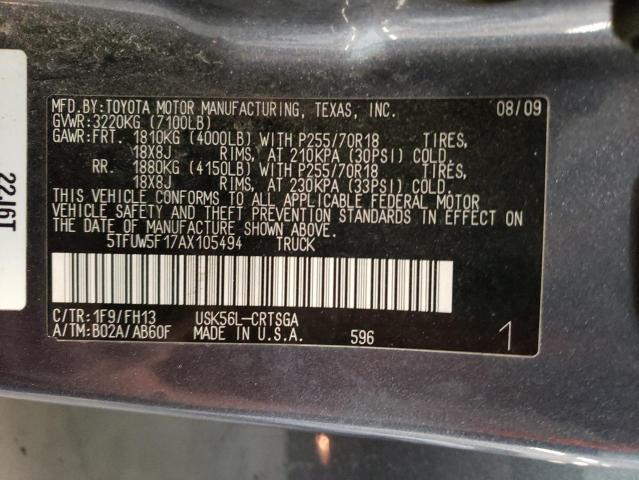 MFD.BY:TOYOTA MOTOR MANUFACTURING, TEXAS, INC. 08/09
GVWR:3220KG (7100LB)
GAWR:FRT. 1810KG (4000LB) WITH P255/70R18 TIRES,
18X8J RIMS, AT 210KPA (30PSI) COLD.
RR. 1880KG (4150LB) WITH P255/70R18 TIRES,
18X8J RIMS, AT 230KPA (33PSI) COLD.
THIS VEHICLE CONFORMS TO ALL APPLICABLE FEDERAL MOTOR
VEHICLE SAFETY AND THEFT PREVENTION STANDARDS IN EFFECT ON
THE DATE OF MANUFACTURE SHOWN ABOVE.
5TFUW5F17AX105494 TRUCK
C/TR:1F9/FH13 USK56L-CRTSGA
A/TM:B02A/AB60F MADE IN U.S.A. 596 1
22J6T